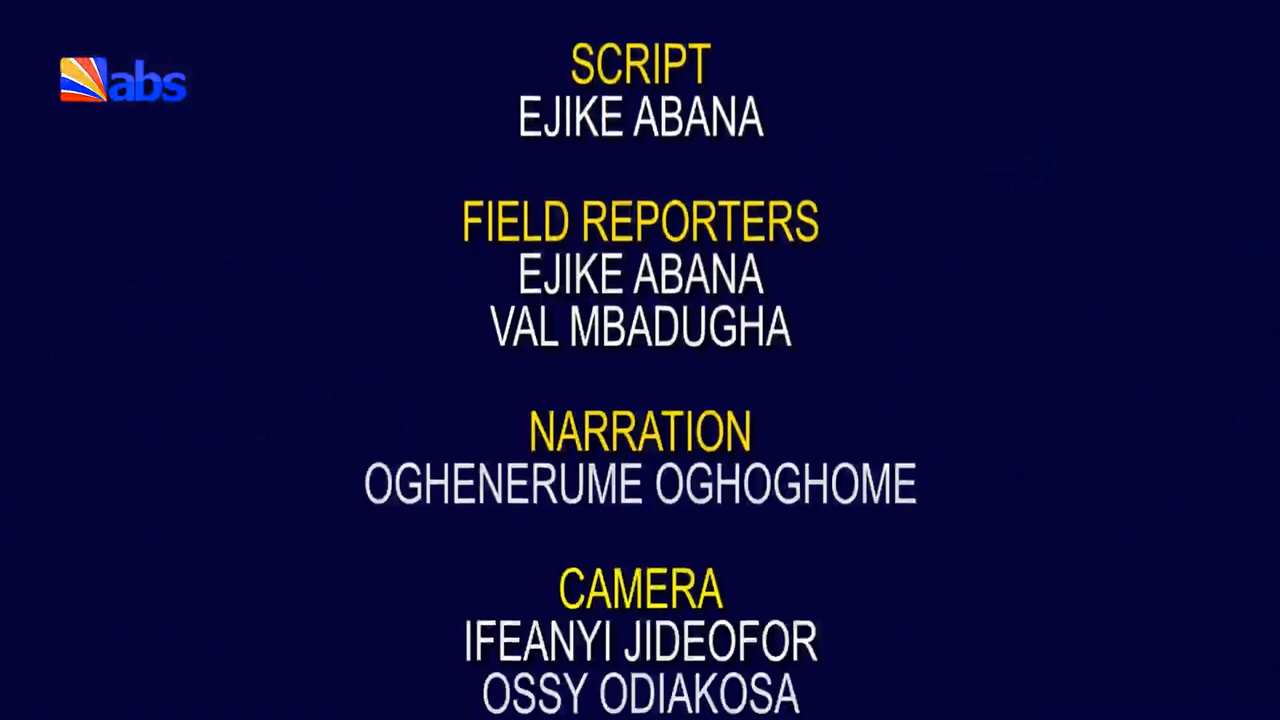 abs
SCRIPT
EJIKE ABANA
FIELD REPORTERS
EJIKE ABANA
VAL MBADUGHA
NARRATION
OGHENERUME OGHOGHOME
CAMERA
IFEANYI JIDEOFOR
OSSY ODIAKOSA